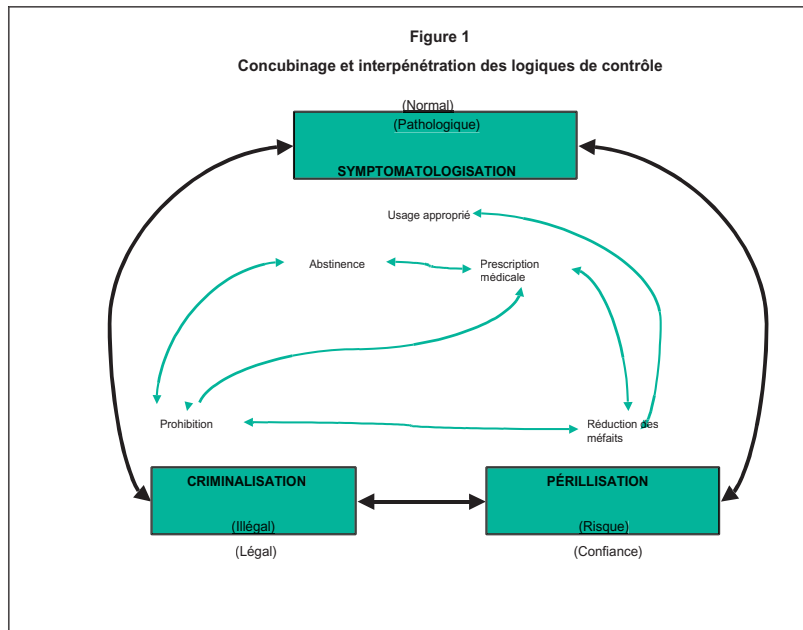 Figure 1
Concubinage et interpénétration des logiques de contrôle
(Normal)
(Pathologique)
SYMPTOMATOLOGISATION
Usage approprié
Abstinence
Prescription
médicale
Prohibition
Réduction des
méfaits
CRIMINALISATION
(Illégal)
(Légal)
PÉRILLISATION
(Risque)
(Confiance)